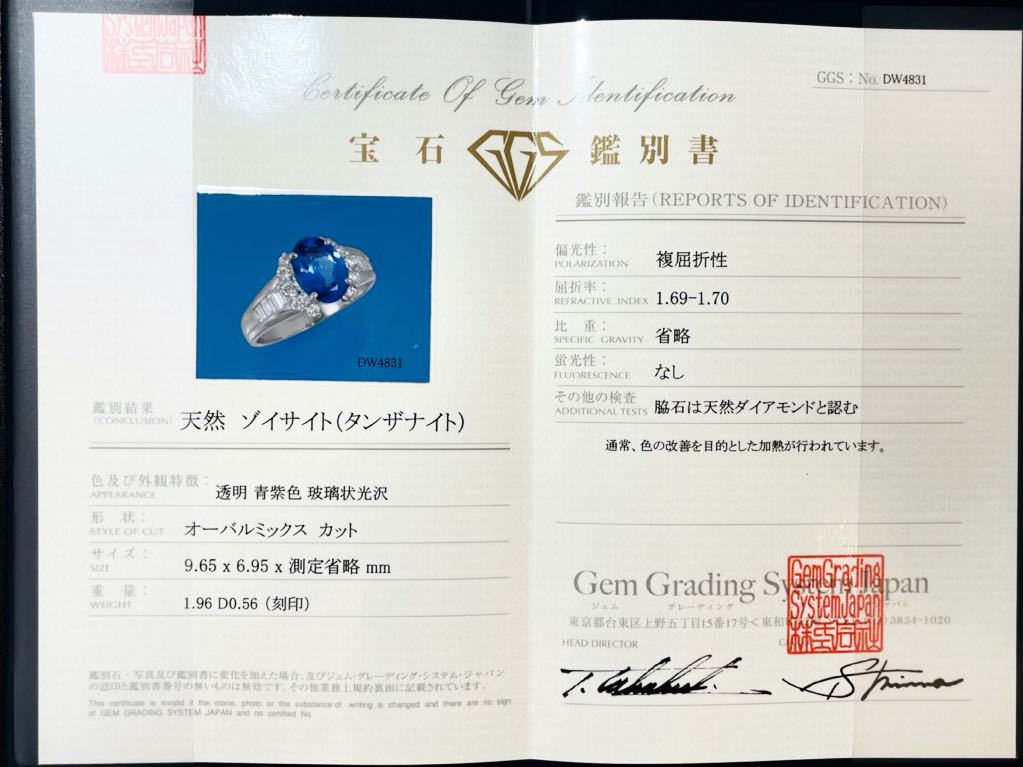 GGS : No. DW4831
Certificate Of Gem Identification
宝石 GGS 鑑別書
DW4831
鑑別結果
(CONCLUSION) 天然 ゾイサイト(タンザナイト)
色及び外観特徴:
APPEARANCE 透明 青紫色 玻璃状光沢
形 状:
STYLE OF CUT オーバルミックス カット
サイズ:
SIZE 9.65 x 6.95 x 測定省略 mm
重 量:
WEIGHT 1.96 D0.56 (刻印)
鑑別石・写真及び鑑別書に変化を加えた場合、及びジェム・グレーディング・システム・ジャパン
の認印と鑑別書番号の無いものは無効です。その他業務上規約裏面に記載されています。
This certificate is invalid if the stone, photo or the substance of writing is changed and there are no sign
of GEM GRADING SYSTEM JAPAN and no certified No.
鑑別報告(REPORTS OF IDENTIFICATION)
偏光性:
POLARIZATION 複屈折性
屈折率:
REFRACTIVE INDEX 1.69-1.70
比 重:
SPECIFIC GRAVITY 省略
蛍光性:
FLUORESCENCE なし
その他の検査
ADDITIONAL TESTS 脇石は天然ダイアモンドと認む
通常、色の改善を目的とした加熱が行われています。
Gem Grading System Japan
ジェム グレーディング ジャパン
東京都台東区上野五丁目15番17号<東和 3834-1020
HEAD DIRECTOR
GemGrading
SystemJapan